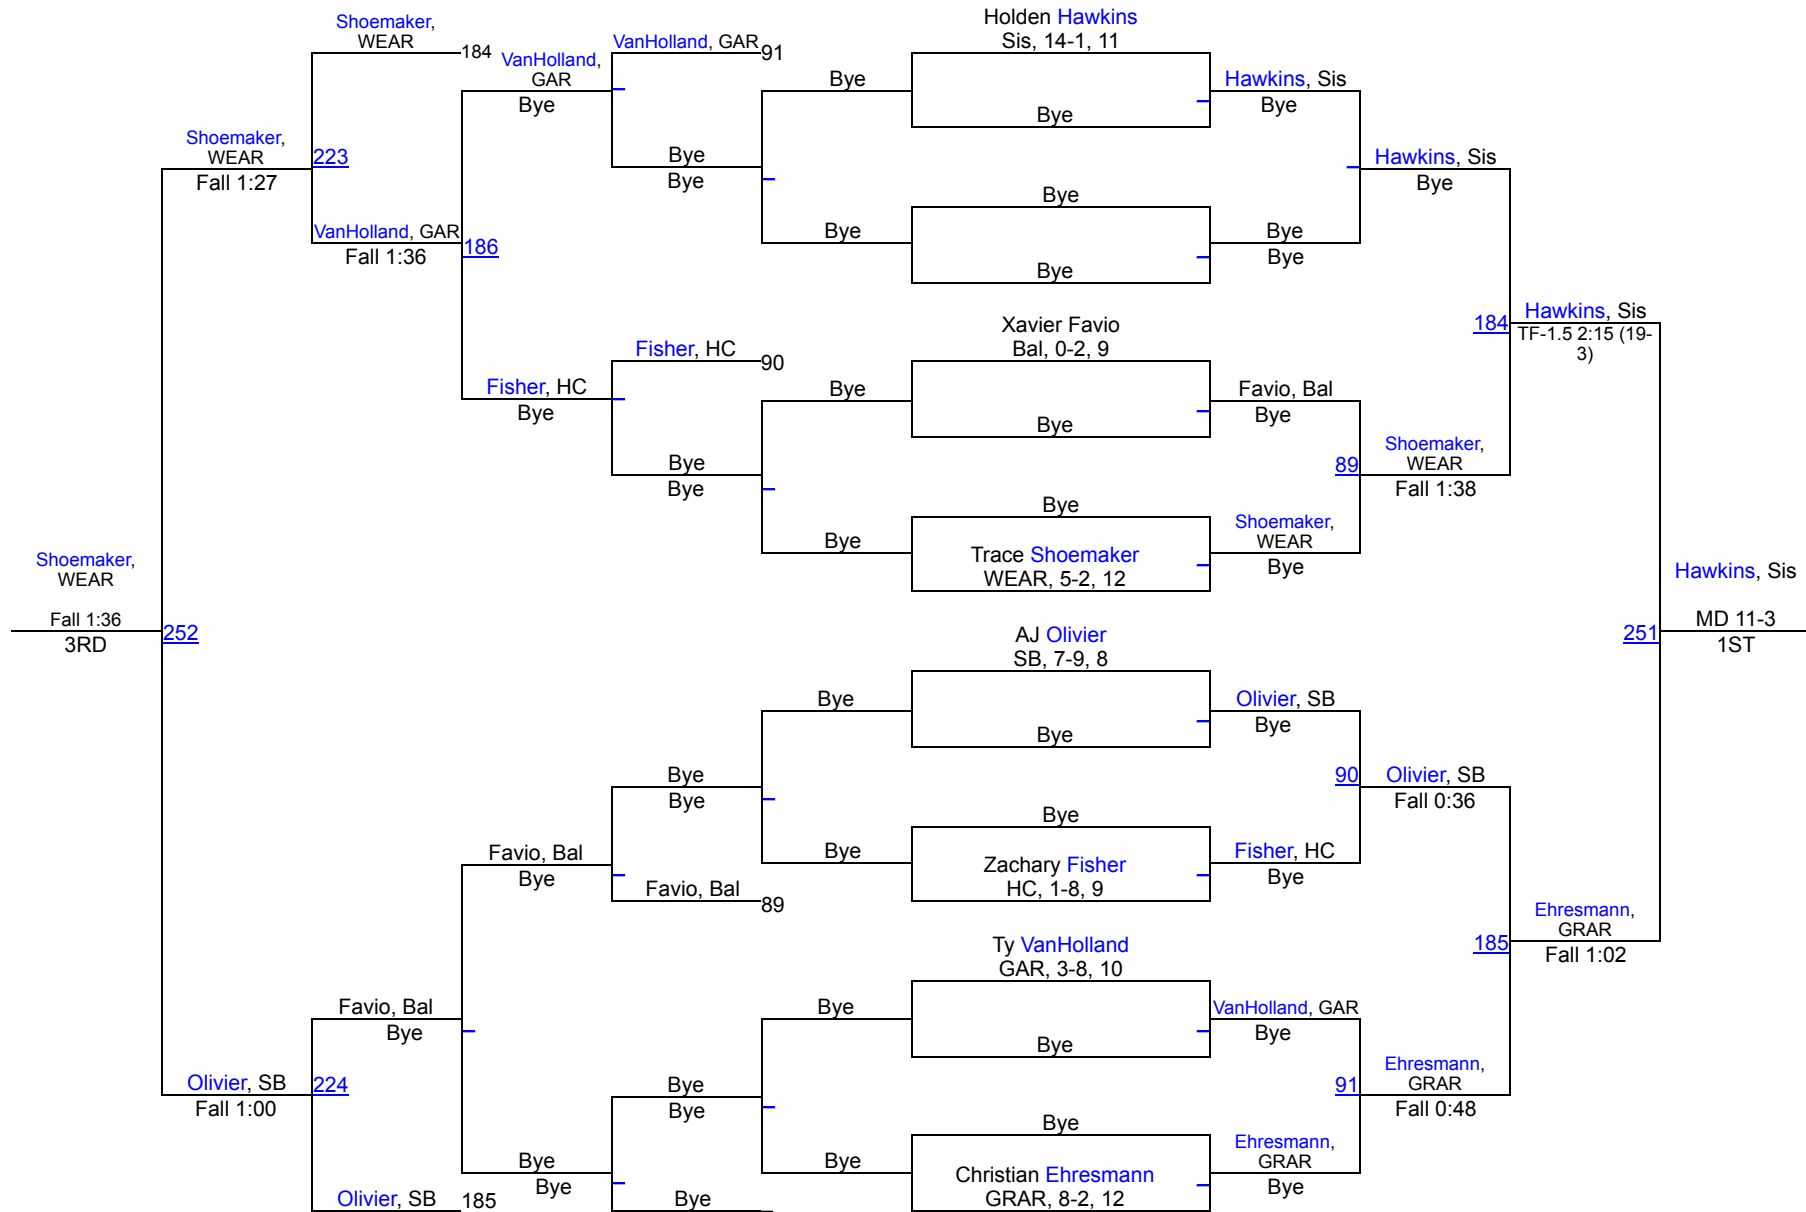 Shoemaker,
WEAR
184
VanHolland,
GAR
Bye
VanHolland, GAR
91
Bye
Bye
Shoemaker,
WEAR
Fall 1:27
223
VanHolland, GAR
Fall 1:36
186
Fisher, HC
90
Fisher, HC
Bye
Bye
Bye
Shoemaker,
WEAR
Fall 1:36
3RD
252
Bye
Bye
Favio, Bal
Bye
Favio, Bal
89
Favio, Bal
Bye
Olivier, SB
Fall 1:00
224
Bye
Bye
Bye
Bye
Bye
Olivier, SB
185
Bye
Bye
Bye
Bye
Bye
Bye
Bye
Bye
Holden Hawkins
Sis, 14-1, 11
Bye
Bye
Bye
Xavier Favio
Bal, 0-2, 9
Bye
Bye
Trace Shoemaker
WEAR, 5-2, 12
AJ Olivier
SB, 7-9, 8
Bye
Bye
Zachary Fisher
HC, 1-8, 9
Ty VanHolland
GAR, 3-8, 10
Bye
Bye
Christian Ehresmann
GRAR, 8-2, 12
Hawkins, Sis
Bye
Bye
Bye
Hawkins, Sis
Bye
Favio, Bal
Bye
89
Shoemaker,
WEAR
Bye
Shoemaker,
WEAR
Fall 1:38
184
Hawkins, Sis
TF-1.5 2:15 (19-
3)
Olivier, SB
Bye
90
Fisher, HC
Bye
Olivier, SB
Fall 0:36
VanHolland, GAR
Bye
91
Ehresmann,
GRAR
Bye
Ehresmann,
GRAR
Fall 0:48
185
Ehresmann,
GRAR
Fall 1:02
251
Hawkins, Sis
MD 11-3
1ST